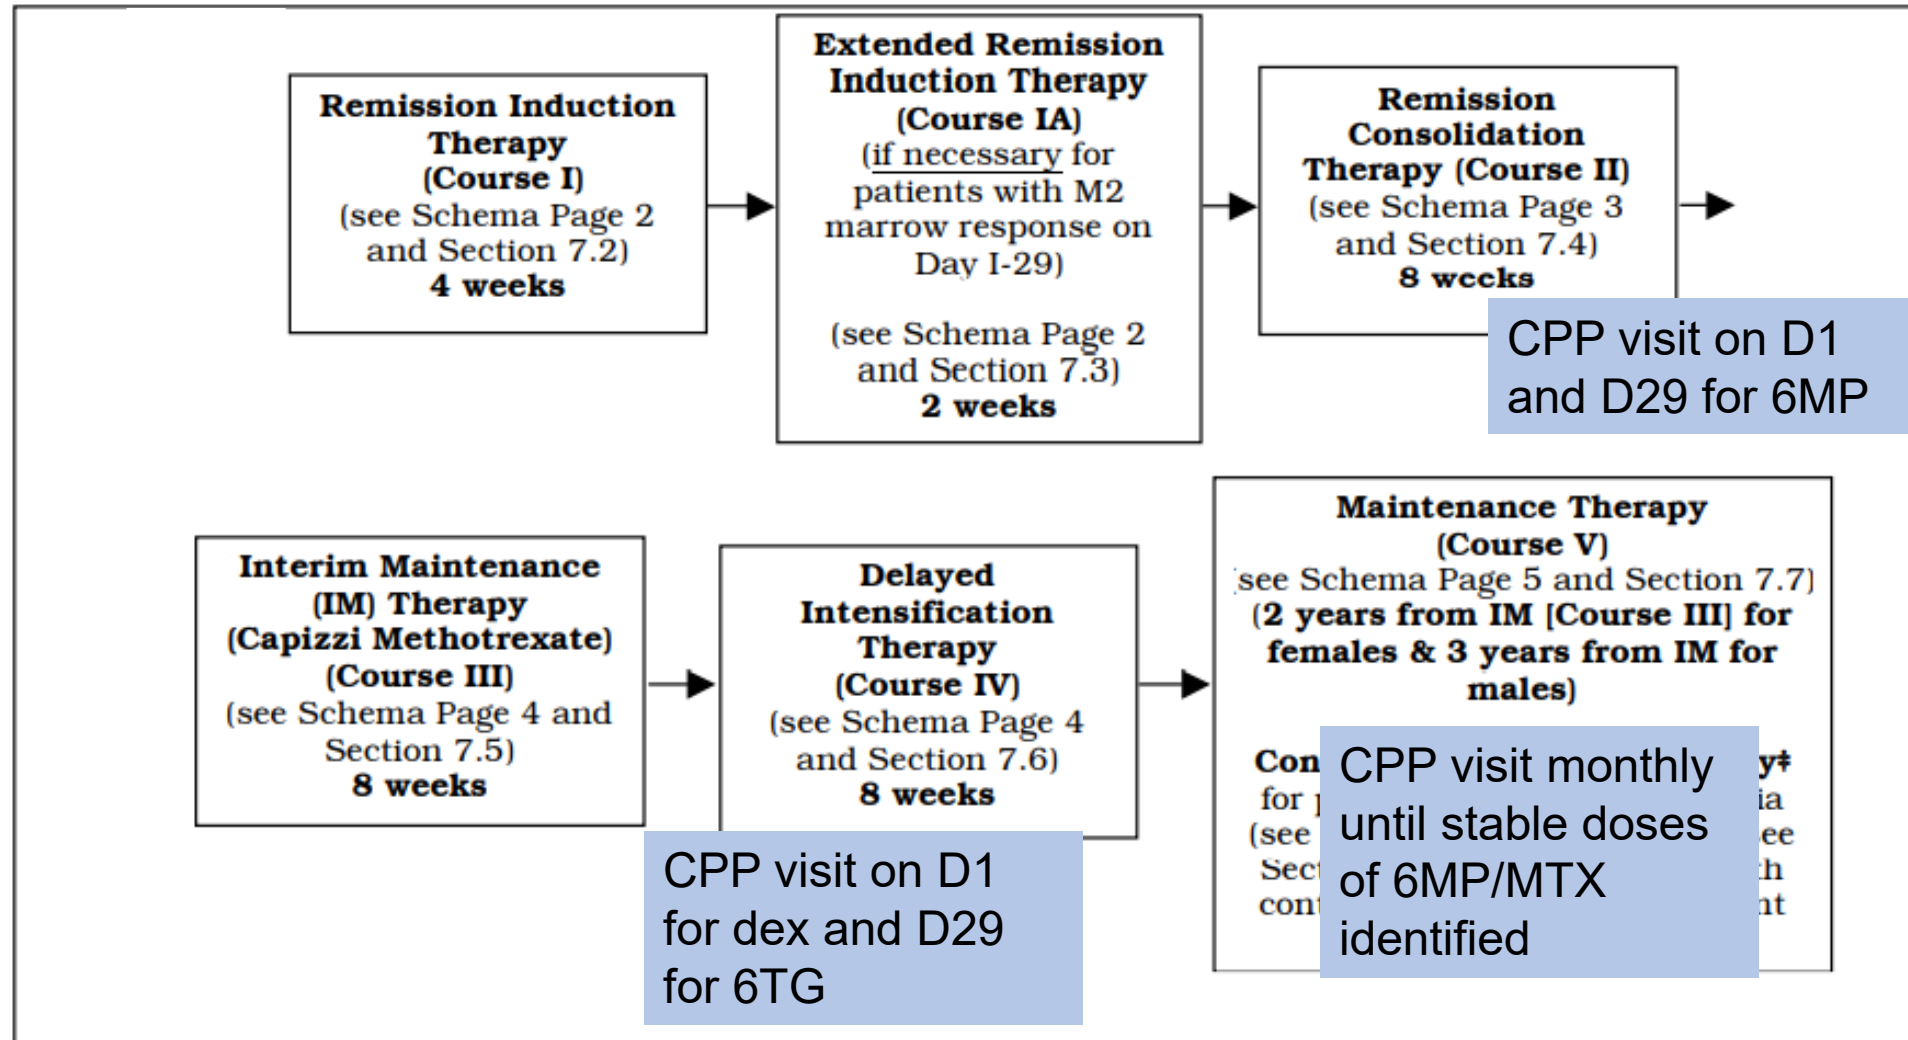 Remission Induction
Therapy
(Course I)
(see Schema Page 2
and Section 7.2)
4 weeks
Extended Remission
Induction Therapy
(Course IA)
(if necessary for
patients with M2
marrow response on
Day I-29)
(see Schema Page 2
and Section 7.3)
2 weeks
Remission
Consolidation
Therapy (Course II)
(see Schema Page 3
and Section 7.4)
8 weeks
CPP visit on D1
and D29 for 6MP
Interim Maintenance
(IM) Therapy
(Capizzi Methotrexate)
(Course III)
(see Schema Page 4 and
Section 7.5)
8 weeks
Delayed
Intensification
Therapy
(Course IV)
(see Schema Page 4
and Section 7.6)
8 weeks
CPP visit on D1
for dex and D29
for 6TG
Maintenance Therapy
(Course V)
(see Schema Page 5 and Section 7.7)
(2 years from IM [Course III] for
females & 3 years from IM for
males)
for
(see
CPP visit monthly
until stable doses
of 6MP/MTX
identified